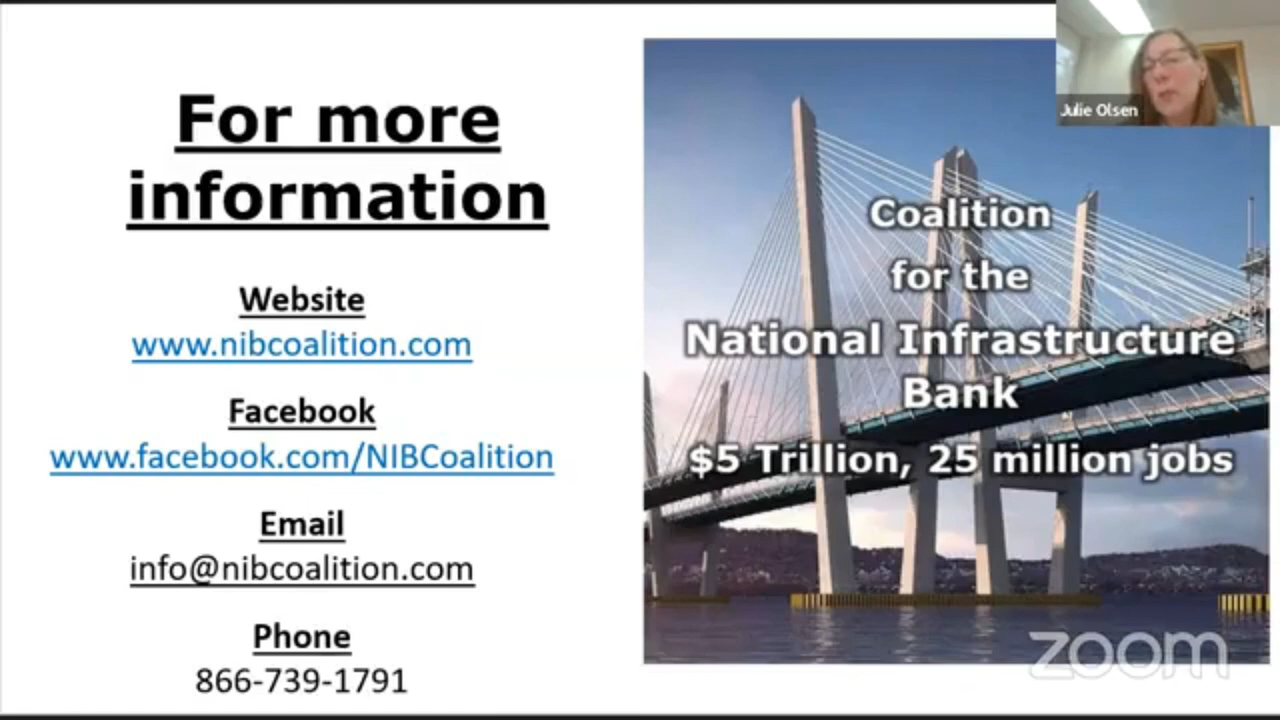 For more
information
Website
www.nibcoalition.com
Facebook
www.facebook.com/NIBCoalition
Email
info@nibcoalition.com
Phone
866-739-1791
Coalition
for the
National Infrastructure
Bank
$5 Trillion, 25 million jobs
Julie Olsen
zoom